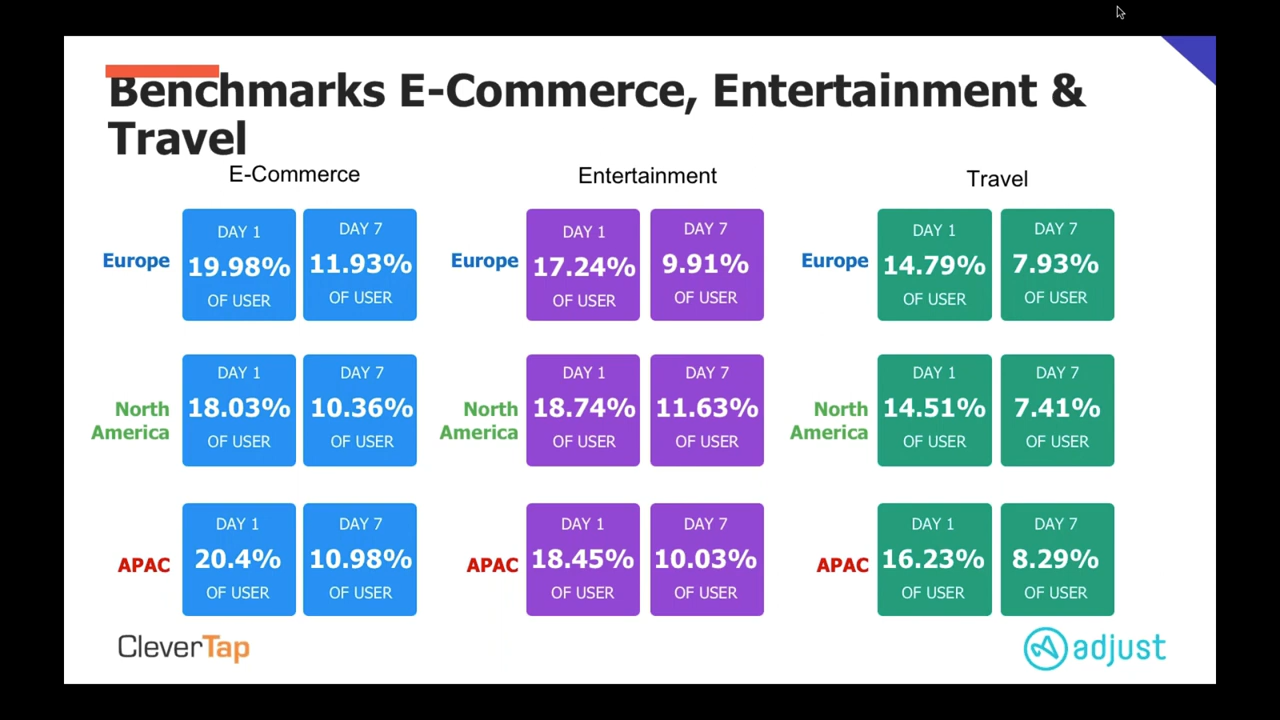 Benchmarks E-Commerce, Entertainment &
Travel
E-Commerce
Europe
DAY 1
19.98%
OF USER
DAY 7
11.93%
OF USER
North
America
DAY 1
18.03%
OF USER
DAY 7
10.36%
OF USER
APAC
DAY 1
20.4%
OF USER
DAY 7
10.98%
OF USER
Entertainment
Europe
DAY 1
17.24%
OF USER
DAY 7
9.91%
OF USER
North
America
DAY 1
18.74%
OF USER
DAY 7
11.63%
OF USER
APAC
DAY 1
18.45%
OF USER
DAY 7
10.03%
OF USER
Travel
Europe
DAY 1
14.79%
OF USER
DAY 7
7.93%
OF USER
North
America
DAY 1
14.51%
OF USER
DAY 7
7.41%
OF USER
APAC
DAY 1
16.23%
OF USER
DAY 7
8.29%
OF USER
CleverTap
adjust